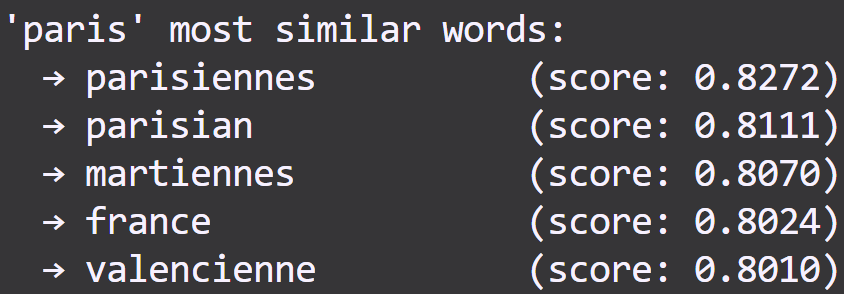 'paris' most similar words:
→ parisiennes (score: 0.8272)
→ parisian (score: 0.8111)
→ martiennes (score: 0.8070)
→ france (score: 0.8024)
→ valencienne (score: 0.8010)